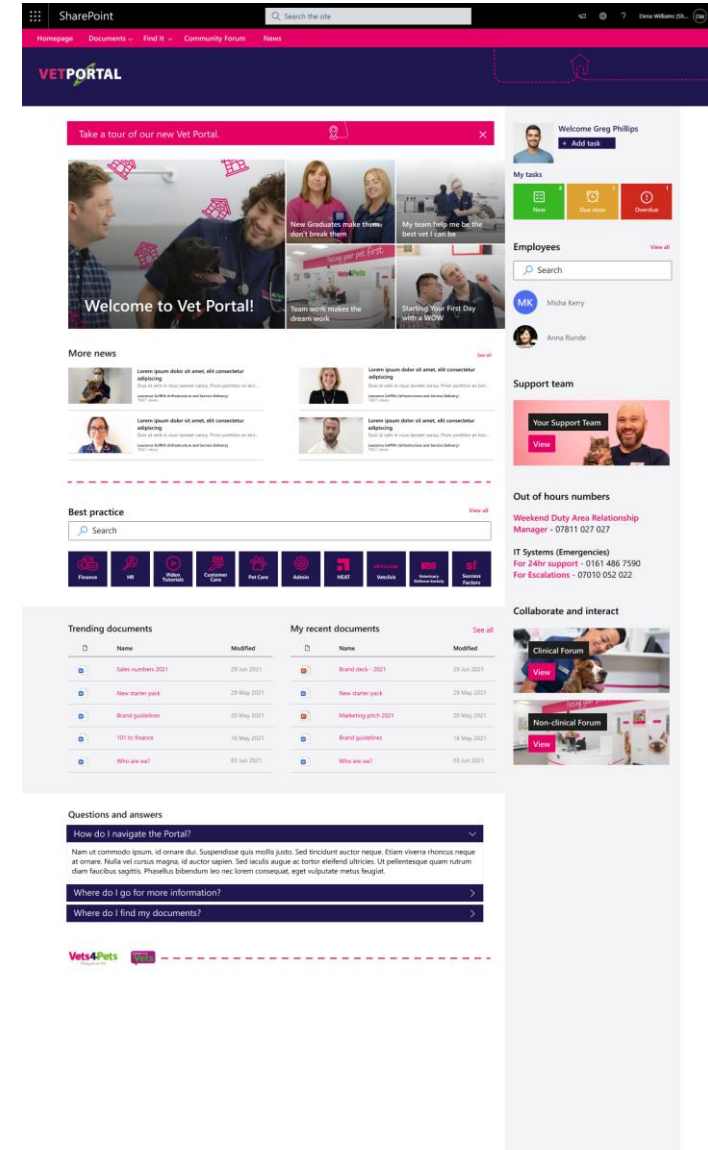 SharePoint
Search the site
Dena Williams (Sh...
DW
Homepage Documents Find It Community Forum News
VETPORTAL
Take a tour of our new Vet Portal.
Welcome to Vet Portal!
New Graduates make them don't break them
My team help me be the best vet I can be
Team work makes the dream work
Starting Your First Day with a WOW
More news
See all
Lorem ipsum dolor sit amet, elit consectetur
adipiscing
Lorem ipsum dolor sit amet, elit consectetur
adipiscing
Lorem ipsum dolor sit amet, elit consectetur
adipiscing
Lorem ipsum dolor sit amet, elit consectetur
adipiscing
Best practice
View all
Search
Finance
HR
Video
Tutorials
Customer
Care
Pet Care
Admin
HEAT
Vetclick
Veterinary
Defence Society
sf
Success
Factors
Trending documents
Name Modified
Sales numbers 2021 29 Jun 2021
New starter pack 29 May 2021
Brand guidelines 20 May 2021
101 to finance 16 May 2021
Who are we? 03 Jun 2021
My recent documents See all
Name Modified
Brand deck - 2021 29 Jun 2021
New starter pack 29 May 2021
Marketing pitch 2021 20 May 2021
Brand guidelines 16 May 2021
Who are we? 03 Jun 2021
Questions and answers
How do I navigate the Portal?
Nam ut commodo ipsum, id ornare dui. Suspendisse quis mollis justo. Sed tincidunt auctor neque. Etiam viverra rhoncus neque
at ornare. Nulla vel cursus magna, id auctor sapien. Sed iaculis augue ac tortor eleifend ultricies. Ut pellentesque quam rutrum
diam faucibus sagittis. Phasellus bibendum leo nec lorem consequat, eget vulputate metus feugiat.
Where do I go for more information?
Where do I find my documents?
Vets4Pets
Vets
Welcome Greg Phillips
+ Add task
My tasks
4
New
Due soon
1
Overdue
Employees
View all
Search
MK
Misha Kerry
Anna Runde
Support team
Your Support Team
View
Out of hours numbers
Weekend Duty Area Relationship
Manager - 07811 027 027
IT Systems (Emergencies)
For 24hr support - 0161 486 7590
For Escalations - 07010 052 022
Collaborate and interact
Clinical Forum
View
Non-clinical Forum
View